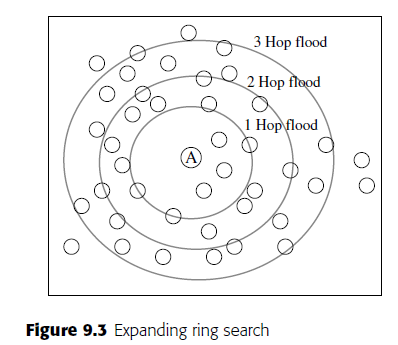 3 Hop flood
2 Hop flood
1 Hop flood
A
Figure 9.3 Expanding ring search